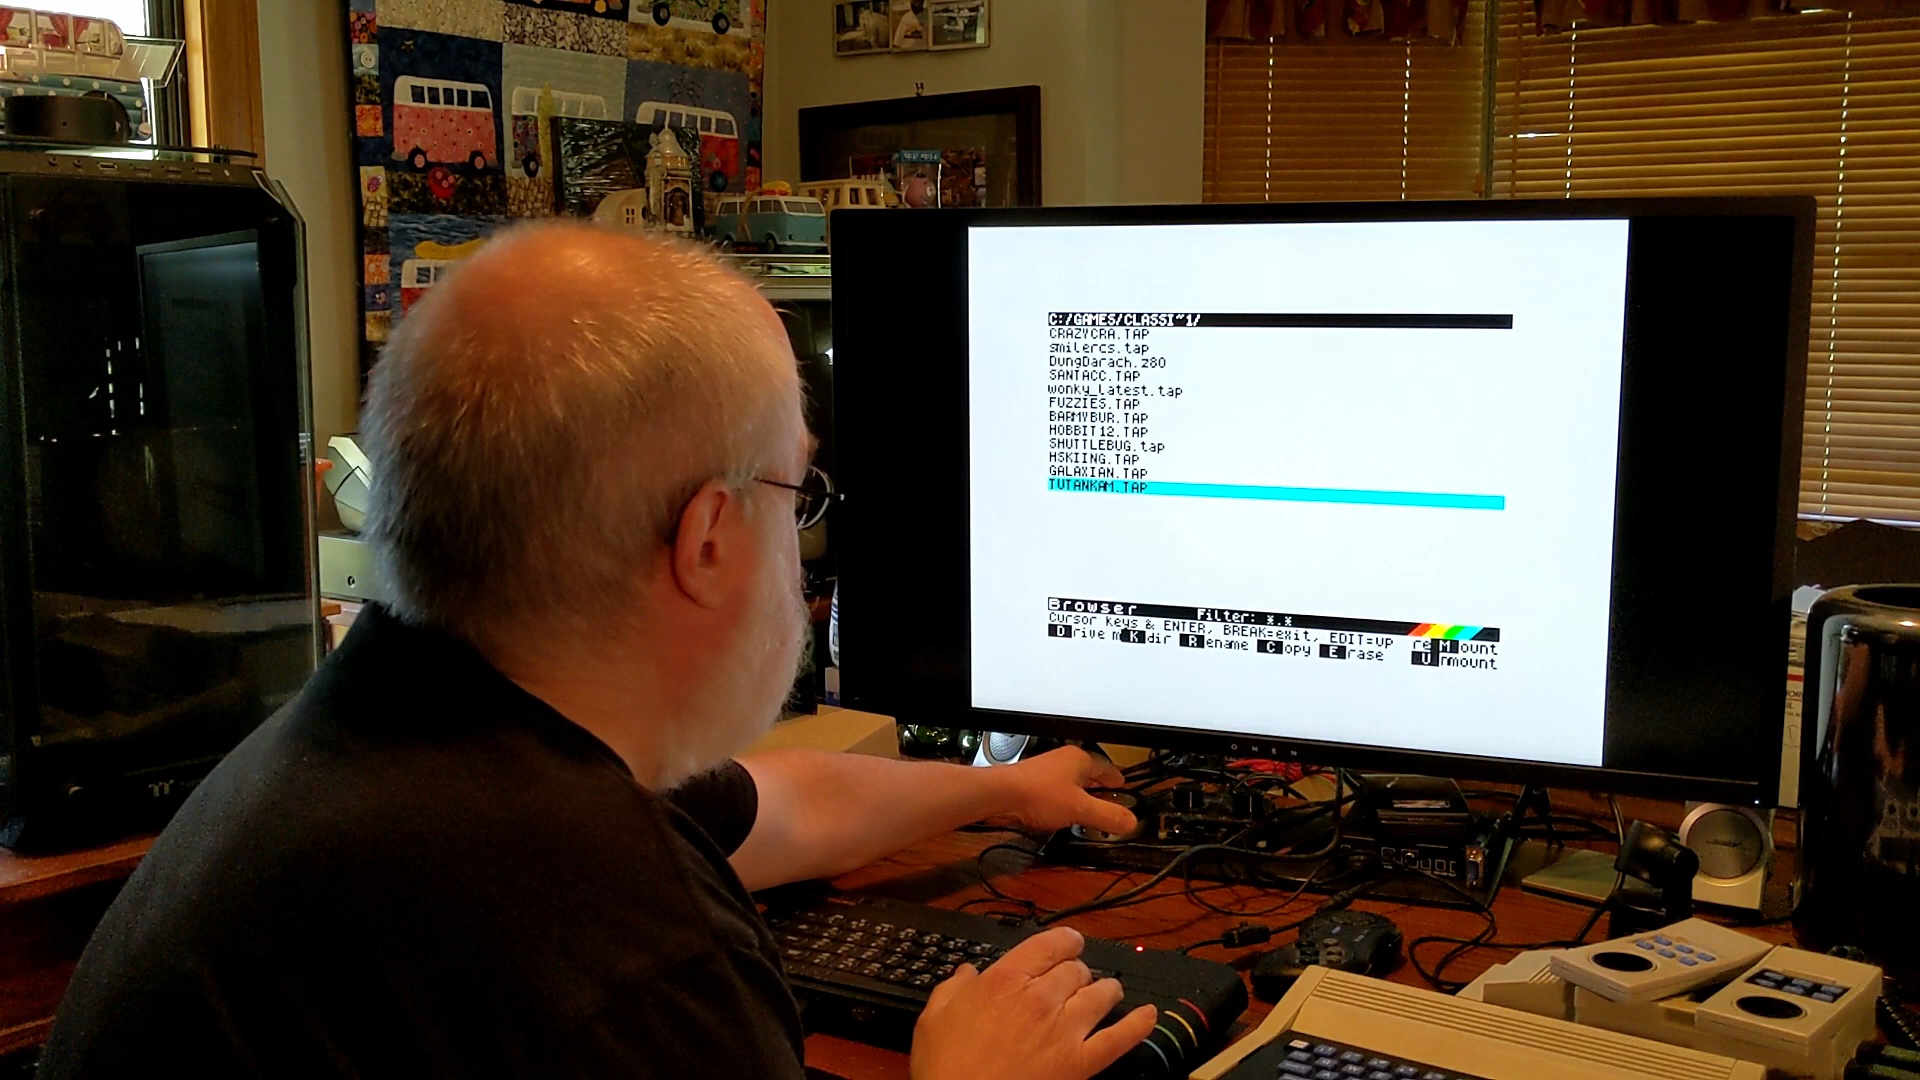 C:/GAMES/CLASSI~1/
CRAZYCRA.TAP
smilercs.tap
DungDarach.z80
SANTACC.TAP
wonky_latest.tap
FUZZIES.TAP
BARMYBUR.TAP
HOBBIT12.TAP
SHUTTLEBUG.tap
HSKIING.TAP
GALAXIAN.TAP
TUTANKAM.TAP
Browser Filter: *.*
Cursor keys & ENTER, BREAK=exit, EDIT=UP reMount
Drive mKdir Rename Copy Erase Unmount
OMEN